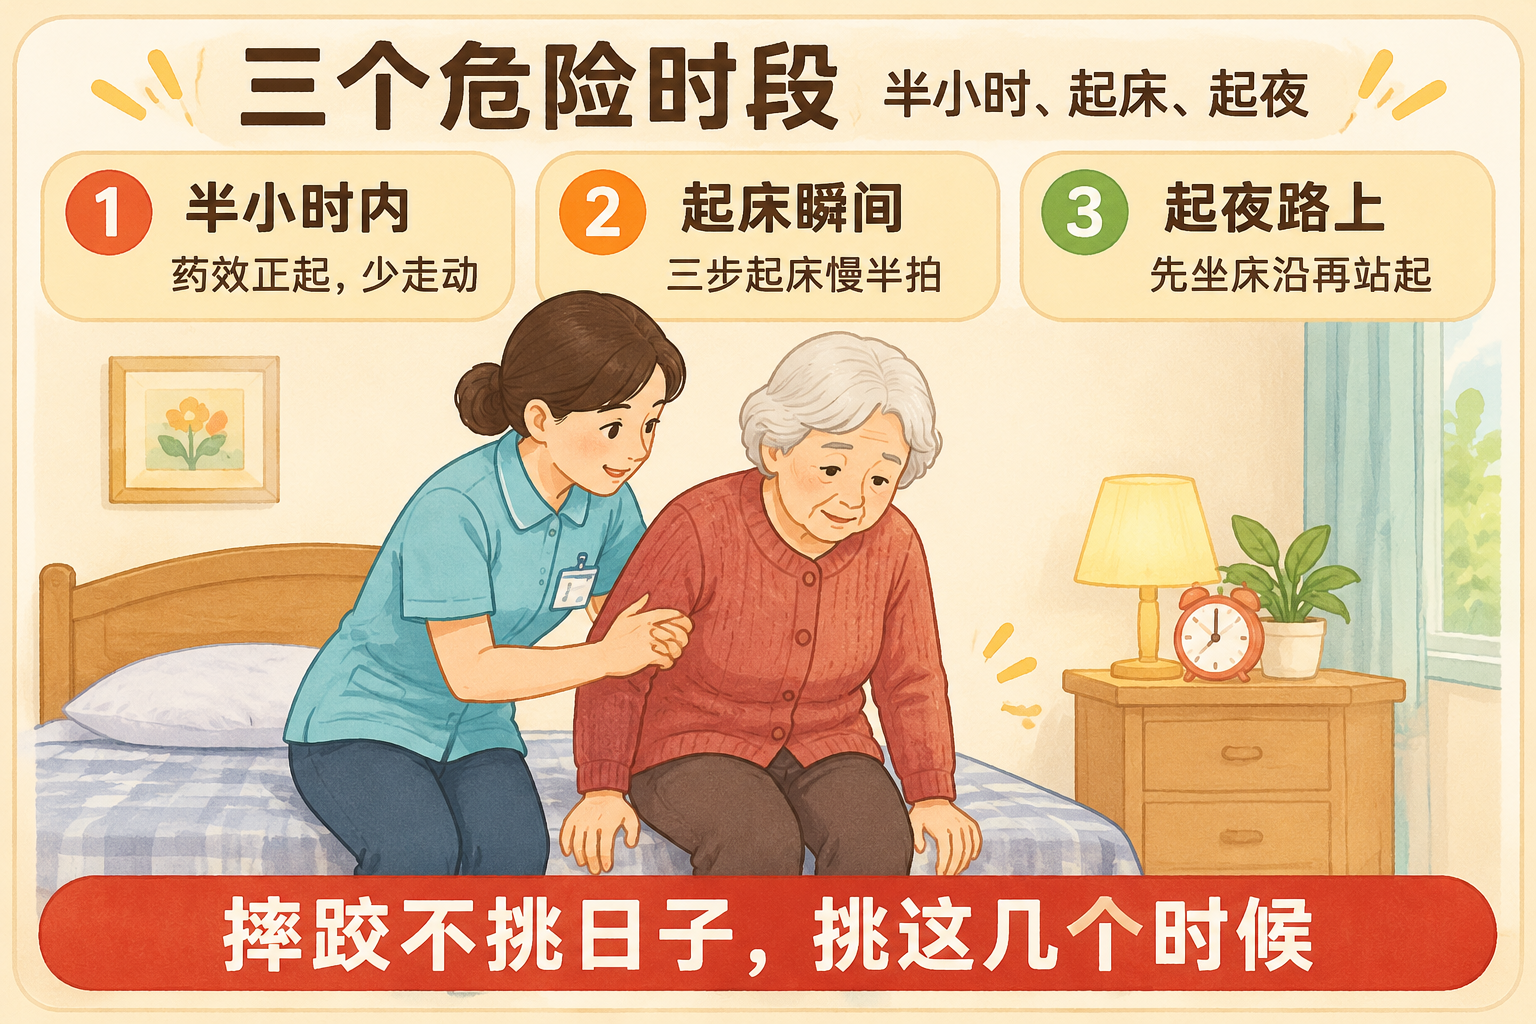 三个危险时段 半小时、起床、起夜
1 半小时内
药效正起，少走动
2 起床瞬间
三步起床慢半拍
3 起夜路上
先坐床沿再站起
摔跤不挑日子，挑这几个时候